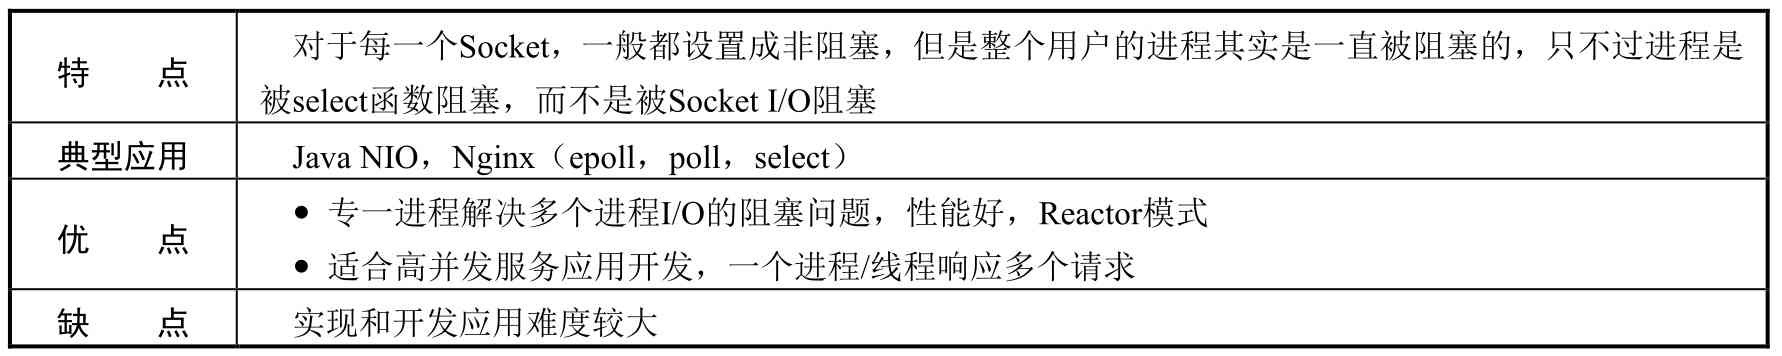 特 点
对于每一个Socket，一般都设置成非阻塞，但是整个用户的进程其实是一直被阻塞的，只不过进程是
被select函数阻塞，而不是被Socket I/O阻塞
典型应用
Java NIO，Nginx（epoll，poll，select）
优 点
● 专一进程解决多个进程I/O的阻塞问题，性能好，Reactor模式
● 适合高并发服务应用开发，一个进程/线程响应多个请求
缺 点
实现和开发应用难度较大